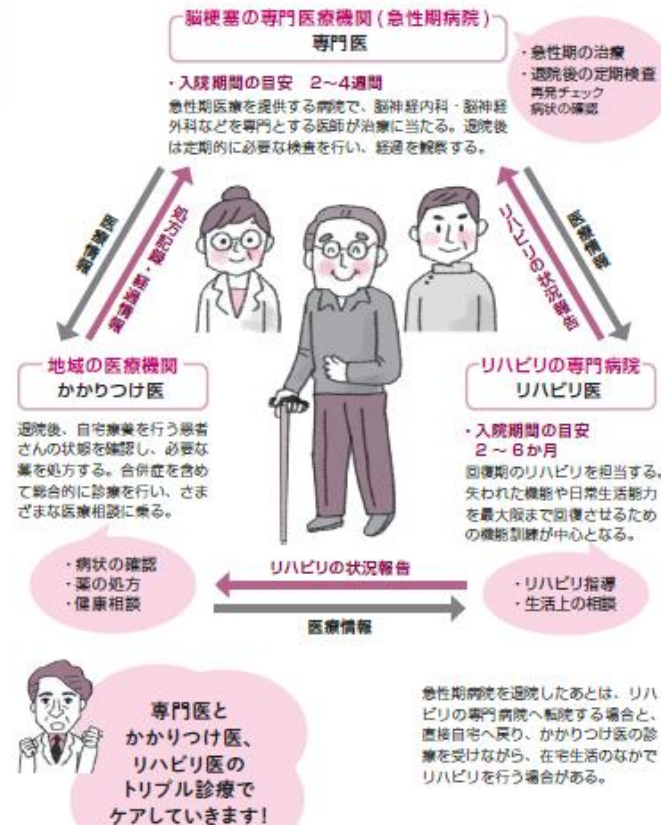 脳梗塞の専門医療機関(急性期病院)
専門医
・入院期間の目安 2〜4週間
急性期医療を提供する病院で、脳神経内科・脳神経
外科などを専門とする医師が治療に当たる。退院後
は定期的に必要な検査を行い、経過を観察する。
・急性期の治療
・退院後の定期検査
再発チェック
病状の確認
医療情報
処方記録・経過情報
リハビリの状況報告
医療情報
地域の医療機関
かかりつけ医
退院後、自宅療養を行う患者
さんの状態を確認し、必要な
薬を処方する。合併症を含め
て総合的に診療を行い、さま
ざまな医療相談に乗る。
・病状の確認
・薬の処方
・健康相談
リハビリの専門病院
リハビリ医
・入院期間の目安
2〜6か月
回復期のリハビリを担当する。
失われた機能や日常生活能力
を最大限まで回復させるため
の機能訓練が中心となる。
・リハビリ指導
・生活上の相談
リハビリの状況報告
医療情報
専門医と
かかりつけ医、
リハビリ医の
トリプル診療で
ケアしていきます!
急性期病院を退院したあとは、リハ
ビリの専門病院へ転院する場合と、
直接自宅へ戻り、かかりつけ医の診
療を受けながら、在宅生活のなかで
リハビリを行う場合がある。